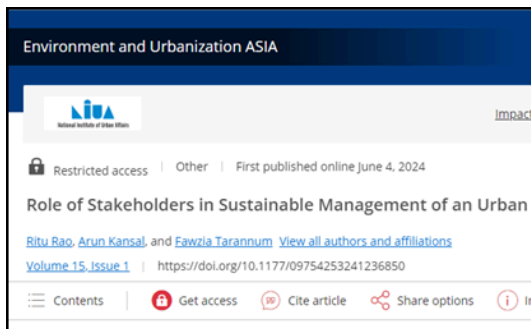 Environment and Urbanization ASIA
NIUA
National Institute of Urban Affairs
Impact
Restricted access | Other | First published online June 4, 2024
Role of Stakeholders in Sustainable Management of an Urban
Ritu Rao, Arun Kansal, and Fawzia Tarannum View all authors and affiliations
Volume 15, Issue 1 | https://doi.org/10.1177/09754253241236850
Contents | Get access Cite article Share options